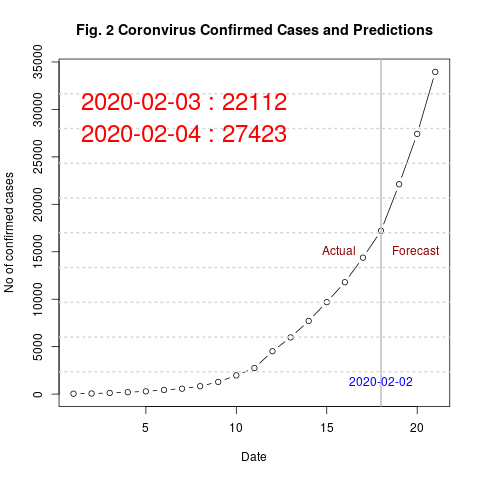 Fig. 2 Coronvirus Confirmed Cases and Predictions
No of confirmed cases
35000
30000
25000
20000
15000
10000
5000
0
2020-02-03 : 22112
2020-02-04 : 27423
Actual
Forecast
2020-02-02
5
10
15
20
Date